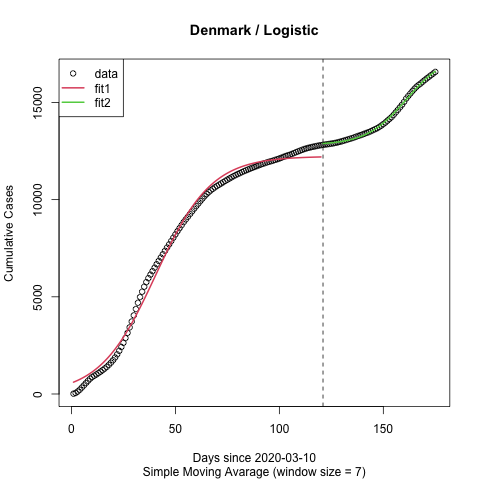 Denmark / Logistic
data
fit1
fit2
Cumulative Cases
15000
10000
5000
0
0
50
100
150
Days since 2020-03-10
Simple Moving Avarage (window size = 7)